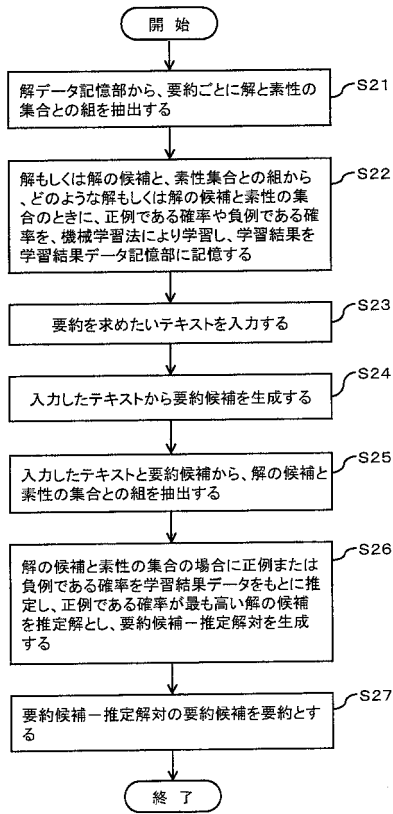 開始
解データ記憶部から、要約ごとに解と素性の
集合との組を抽出する
S21
解もしくは解の候補と、素性集合との組から
、どのような解もしくは解の候補と素性の集
合のときに、正例である確率や負例である確
率を、機械学習法により学習し、学習結果を
学習結果データ記憶部に記憶する
S22
要約を求めたいテキストを入力する
S23
入力したテキストから要約候補を生成する
S24
入力したテキストと要約候補から、解の候補と
素性の集合との組を抽出する
S25
解の候補と素性の集合の場合に正例または
負例である確率を学習結果データをもとに推
定し、正例である確率が最も高い解の候補
を推定解とし、要約候補－推定解対を生成
する
S26
要約候補－推定解対の要約候補を要約とす
る
S27
終了